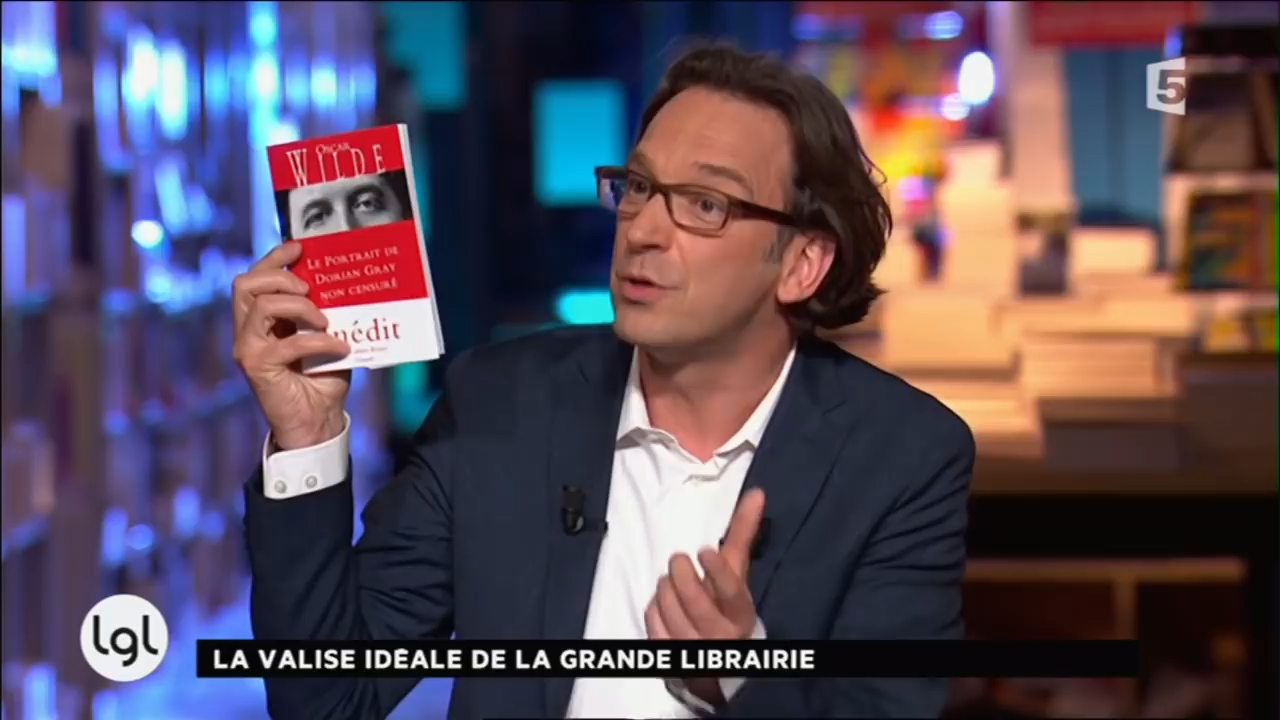 5
OSCAR
WILDE
LE PORTRAIT DE
DORIAN GRAY
NON CENSURÉ
nédit
lgl
LA VALISE IDÉALE DE LA GRANDE LIBRAIRIE